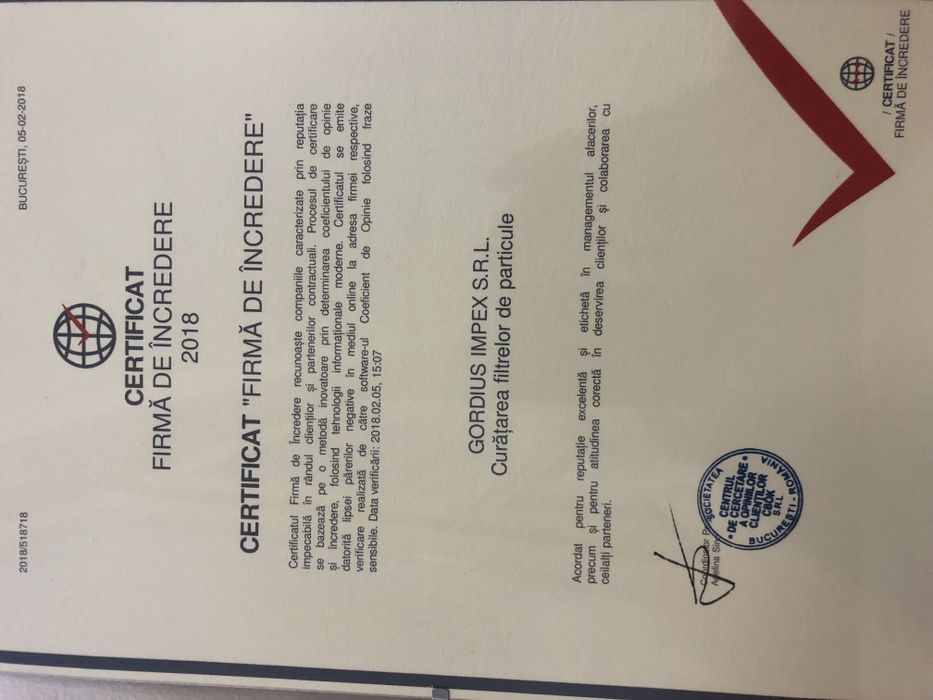 2018/518718
BUCUREȘTI, 05-02-2018
CERTIFICAT
FIRMĂ DE ÎNCREDERE
2018
CERTIFICAT "FIRMĂ DE ÎNCREDERE"
Certificatul Firmă de Încredere recunoaște companiile caracterizate prin reputația
impecabilă în rândul clienților și partenerilor contractuali. Procesul de certificare
se bazează pe o metodă inovatoare prin determinarea coeficientului de opinie
și încredere, folosind tehnologii informaționale moderne. Certificatul se emite
datorită lipsei părerilor negative în mediul online la adresa firmei respective,
verificare realizată de către software-ul Coeficient de Opinie folosind fraze
sensibile. Data verificării: 2018.02.05, 15:07
GORDIUS IMPEX S.R.L.
Curățarea filtrelor de particule
Acordat pentru reputație excelentă și etichetă în managementul afacerilor,
precum și pentru atitudinea corectă în deservirea clienților și colaborarea cu
ceilalți parteneri.
SOCIETATEA
CENTRUL
DE CERCETARE
A OPINIILOR
CLIENȚILOR
CBOK
S.R.L.
BUCUREȘTI - ROMÂNIA
/ CERTIFICAT /
FIRMĂ DE ÎNCREDERE